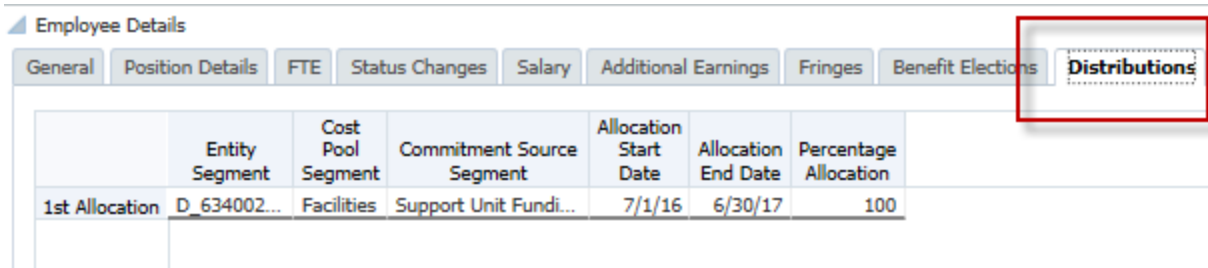 Employee Details
General Position Details FTE Status Changes Salary Additional Earnings Fringes Benefit Elections Distributions
Entity Segment Cost Pool Segment Commitment Source Segment Allocation Start Date Allocation End Date Percentage Allocation
1st Allocation D_634002... Facilities Support Unit Fundi... 7/1/16 6/30/17 100